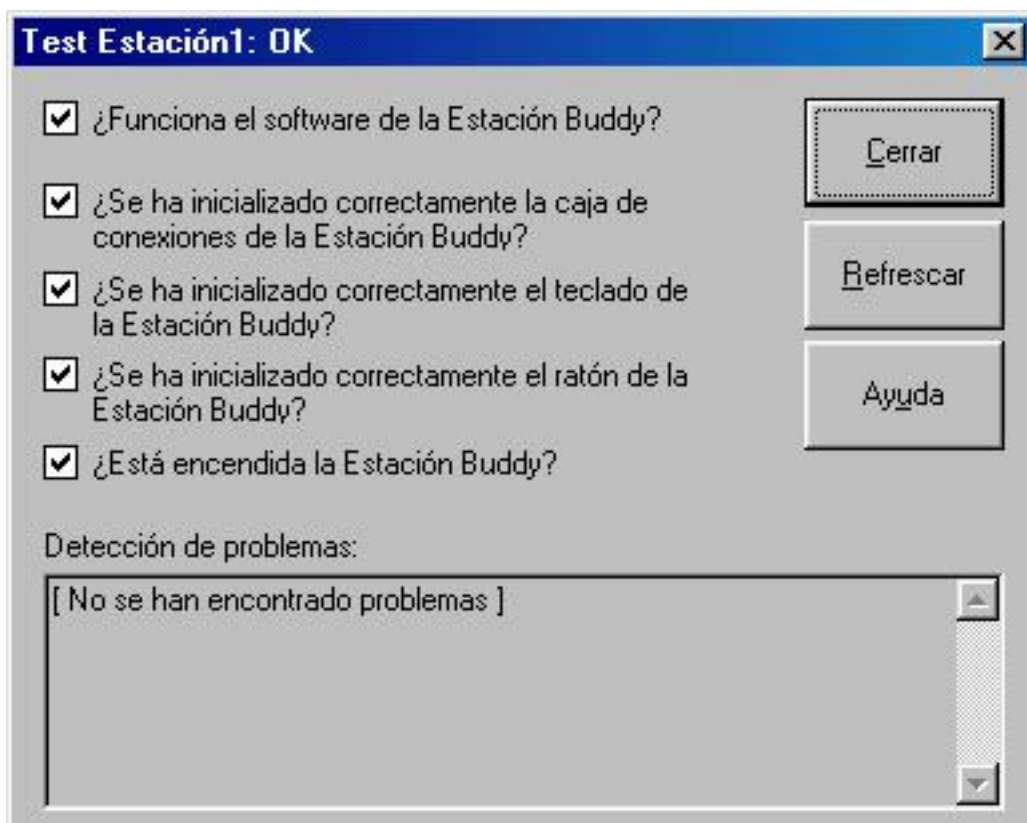 Test Estación1: OK
¿Funciona el software de la Estación Buddy?
¿Se ha inicializado correctamente la caja de
conexiones de la Estación Buddy?
¿Se ha inicializado correctamente el teclado de
la Estación Buddy?
¿Se ha inicializado correctamente el ratón de la
Estación Buddy?
¿Está encendida la Estación Buddy?
Cerrar
Refrescar
Ayuda
Detección de problemas:
[ No se han encontrado problemas ]